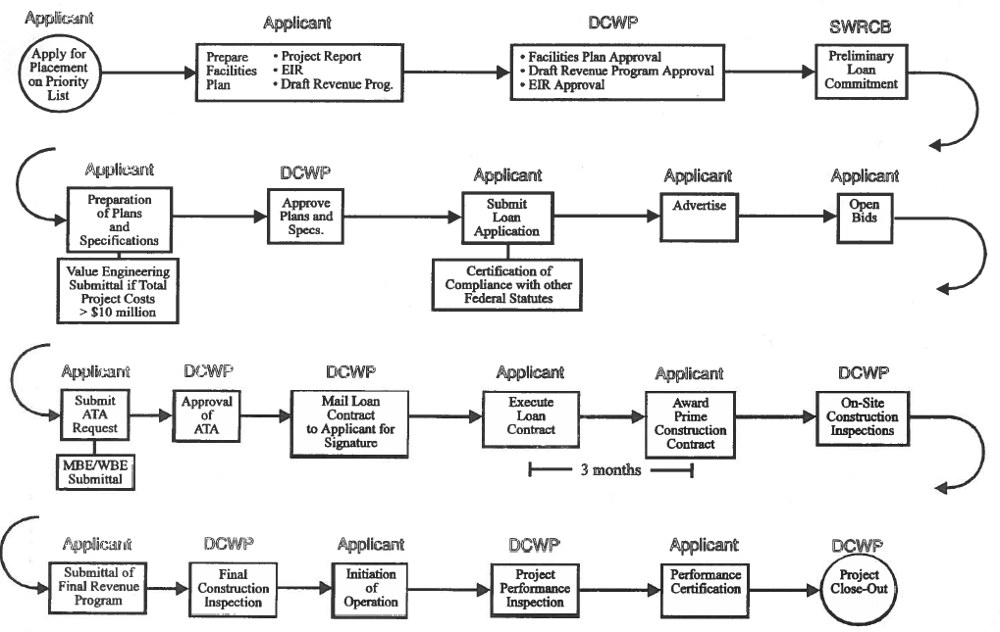 Applicant
Apply for
Placement
on Priority
List
Applicant
Prepare
Facilities
Plan
• Project Report
• EIR
• Draft Revenue Prog.
DCWP
• Facilities Plan Approval
• Draft Revenue Program Approval
• EIR Approval
SWRCB
Preliminary
Loan
Commitment
Applicant
Preparation
of Plans
and
Specifications
Value Engineering
Submittal if Total
Project Costs
> $10 million
DCWP
Approve
Plans and
Specs.
Applicant
Submit
Loan
Application
Certification of
Compliance with other
Federal Statutes
Applicant
Advertise
Applicant
Open
Bids
Applicant
Submit
ATA
Request
MBE/WBE
Submittal
DCWP
Approval
of
ATA
DCWP
Mail Loan
Contract
to Applicant for
Signature
Applicant
Execute
Loan
Contract
Applicant
Award
Prime
Construction
Contract
3 months
DCWP
On-Site
Construction
Inspections
Applicant
Submittal of
Final Revenue
Program
DCWP
Final
Construction
Inspection
Applicant
Initiation
of
Operation
DCWP
Project
Performance
Inspection
Applicant
Performance
Certification
DCWP
Project
Close-Out